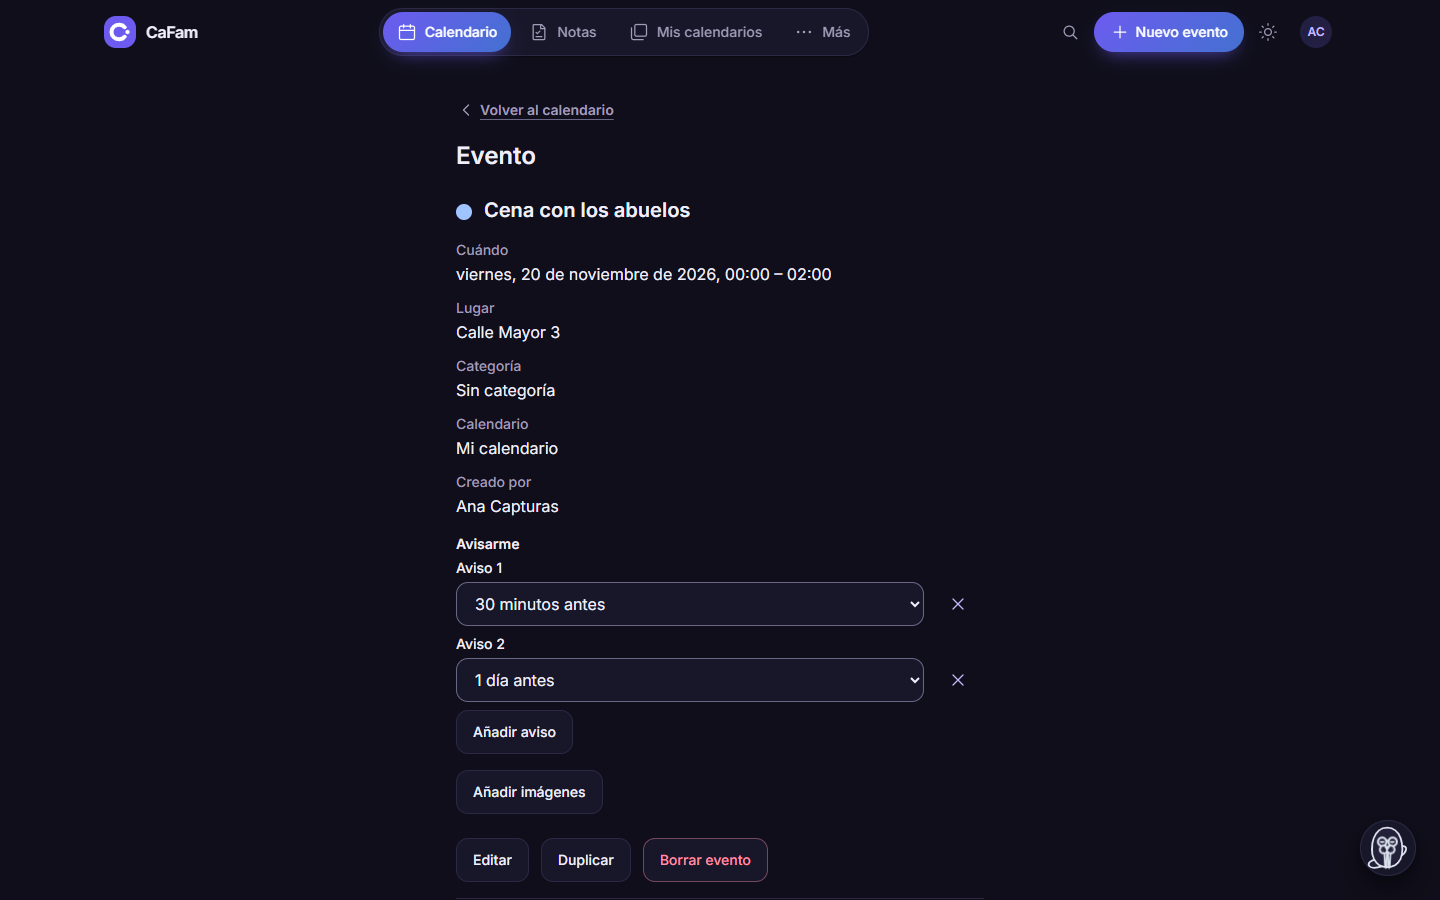 CaFam
Calendario
Notas
Mis calendarios
Más
Nuevo evento
AC
Volver al calendario
Evento
Cena con los abuelos
Cuándo
viernes, 20 de noviembre de 2026, 00:00 – 02:00
Lugar
Calle Mayor 3
Categoría
Sin categoría
Calendario
Mi calendario
Creado por
Ana Capturas
Avisarme
Aviso 1
30 minutos antes
Aviso 2
1 día antes
Añadir aviso
Añadir imágenes
Editar
Duplicar
Borrar evento